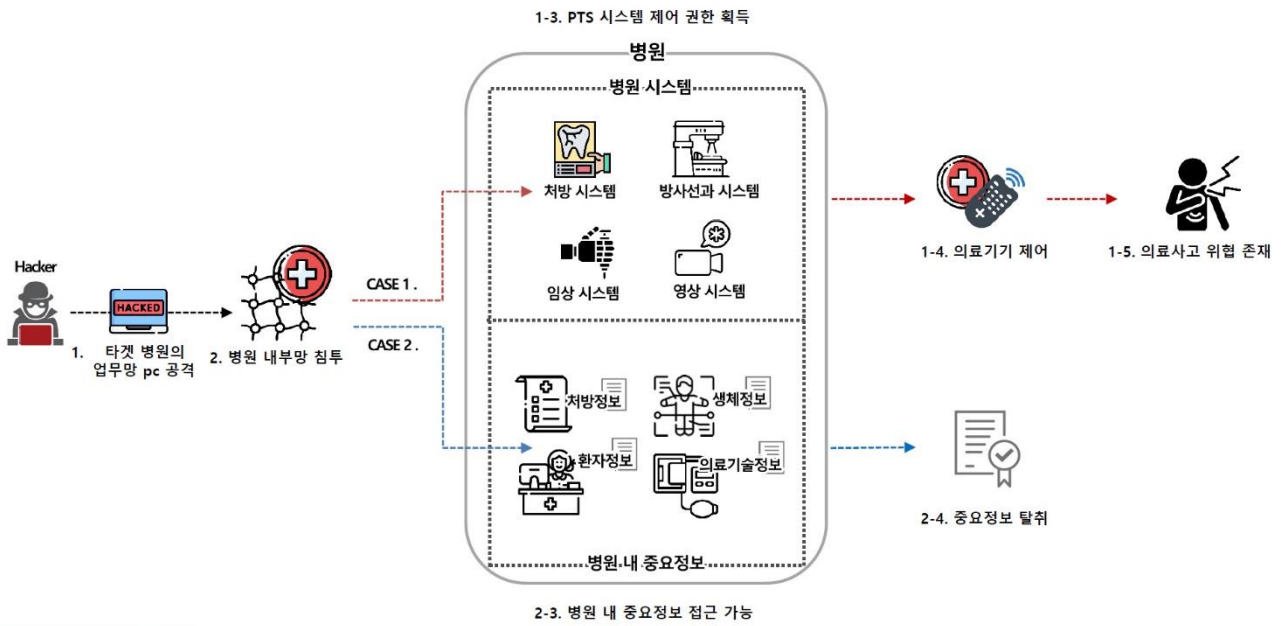 1-3. PTS 시스템 제어 권한 획득
병원
병원 시스템
처방 시스템
방사선과 시스템
임상 시스템
영상 시스템
Hacker
HACKED
1. 타겟 병원의
업무망 pc 공격
2. 병원 내부망 침투
CASE 1 .
CASE 2 .
1-4. 의료기기 제어
1-5. 의료사고 위협 존재
처방정보
생체정보
환자정보
의료기술정보
병원 내 중요정보
2-4. 중요정보 탈취
2-3. 병원 내 중요정보 접근 가능